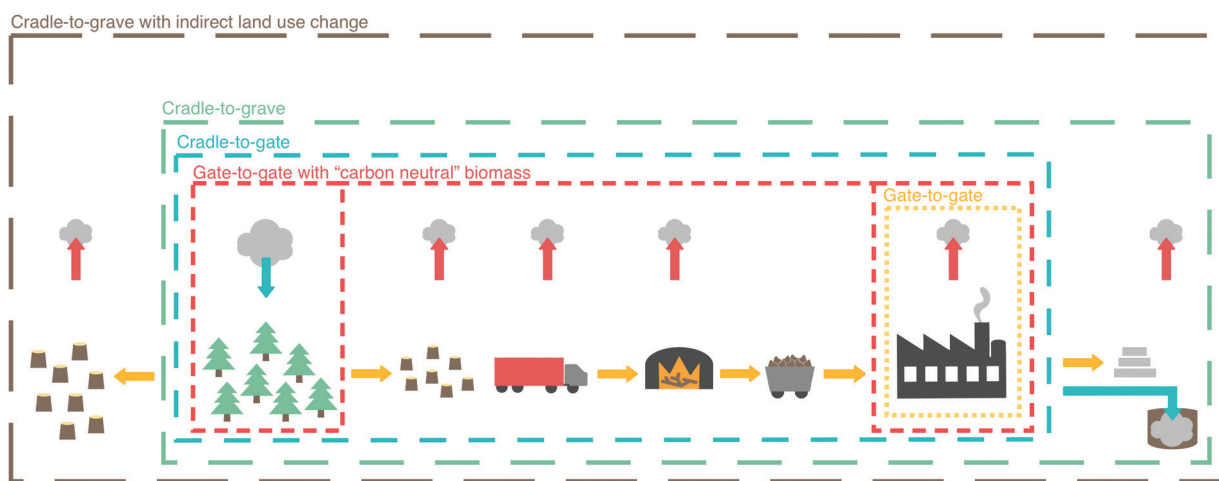 Cradle-to-grave with indirect land use change
Cradle-to-grave
Cradle-to-gate
Gate-to-gate with “carbon neutral” biomass
Gate-to-gate